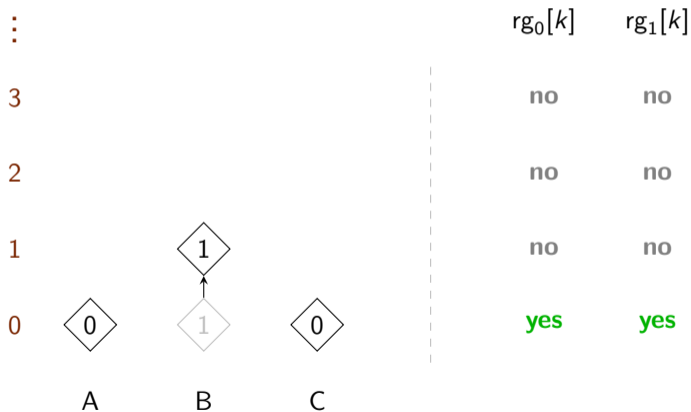 ⋮ rg₀[k] rg₁[k]
3 no no
2 no no
1 1 no no
0 0 1 0 yes yes
A B C